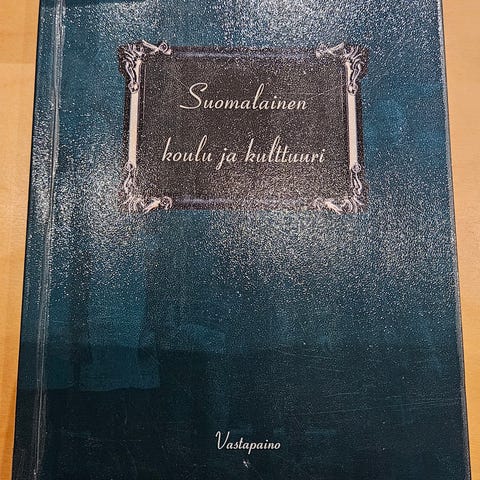 Suomalainen
koulu ja kulttuuri
Vastapaino